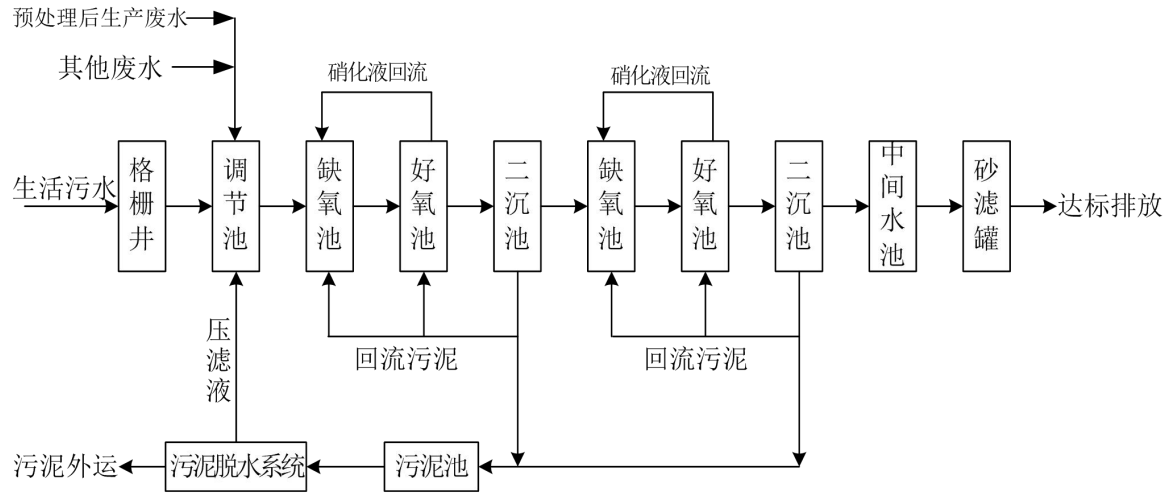 预处理后生产废水
其他废水
硝化液回流
硝化液回流
生活污水
格栅井
调节池
缺氧池
好氧池
二沉池
缺氧池
好氧池
二沉池
中间水池
砂滤罐
达标排放
压滤液
回流污泥
回流污泥
污泥外运
污泥脱水系统
污泥池